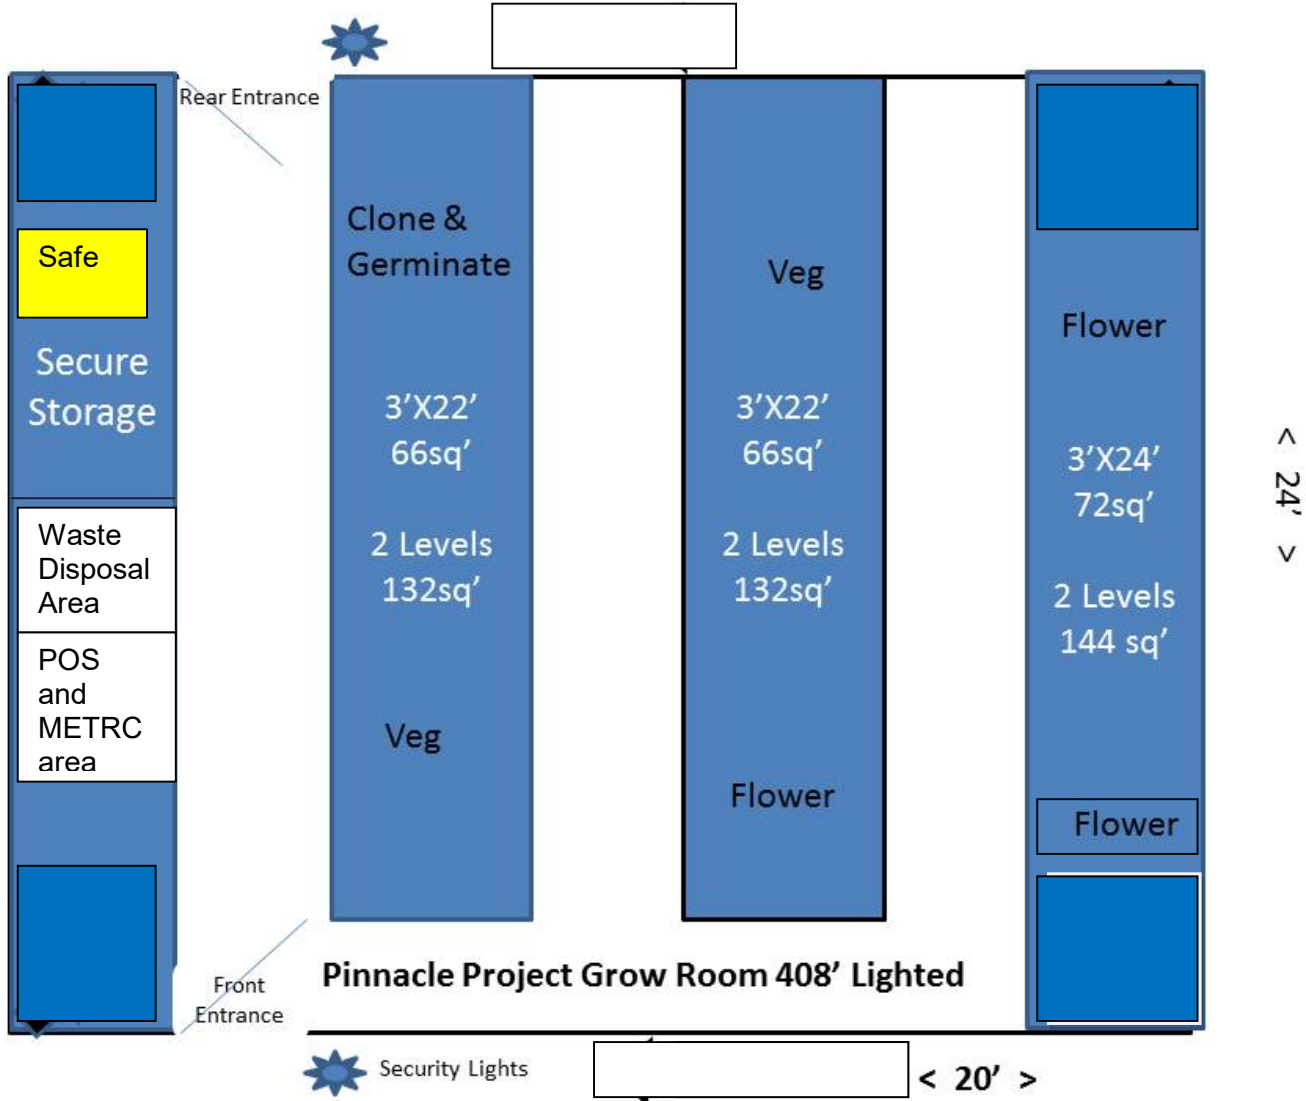 Rear Entrance
Safe
Secure
Storage
Waste
Disposal
Area
POS
and
METRC
area
Front
Entrance
Clone &
Germinate
3’X22’
66sq’
2 Levels
132sq’
Veg
Veg
3’X22’
66sq’
2 Levels
132sq’
Flower
Flower
3’X24’
72sq’
2 Levels
144 sq’
Flower
< 24’ >
Pinnacle Project Grow Room 408’ Lighted
Security Lights
< 20’ >